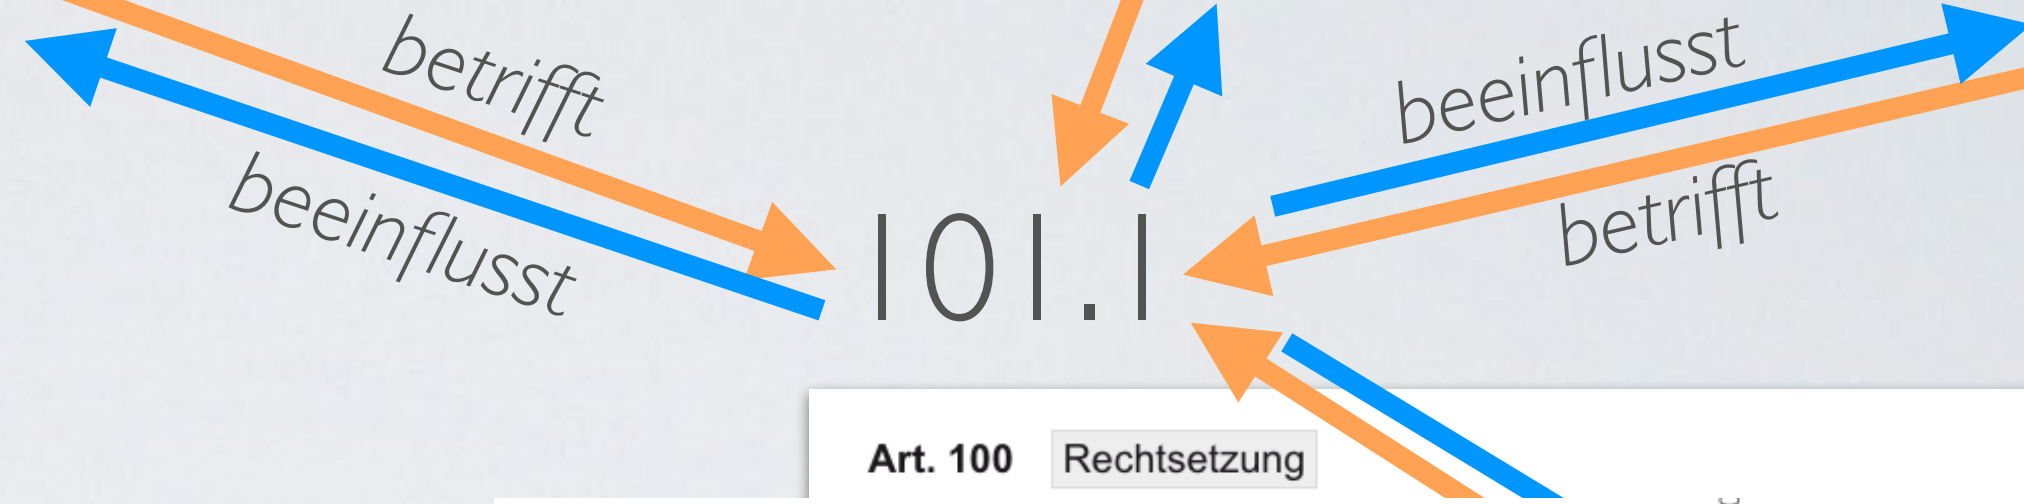 betrifft
beeinflusst
beeinflusst
betrifft
101.1
Art. 100 Rechtsetzung